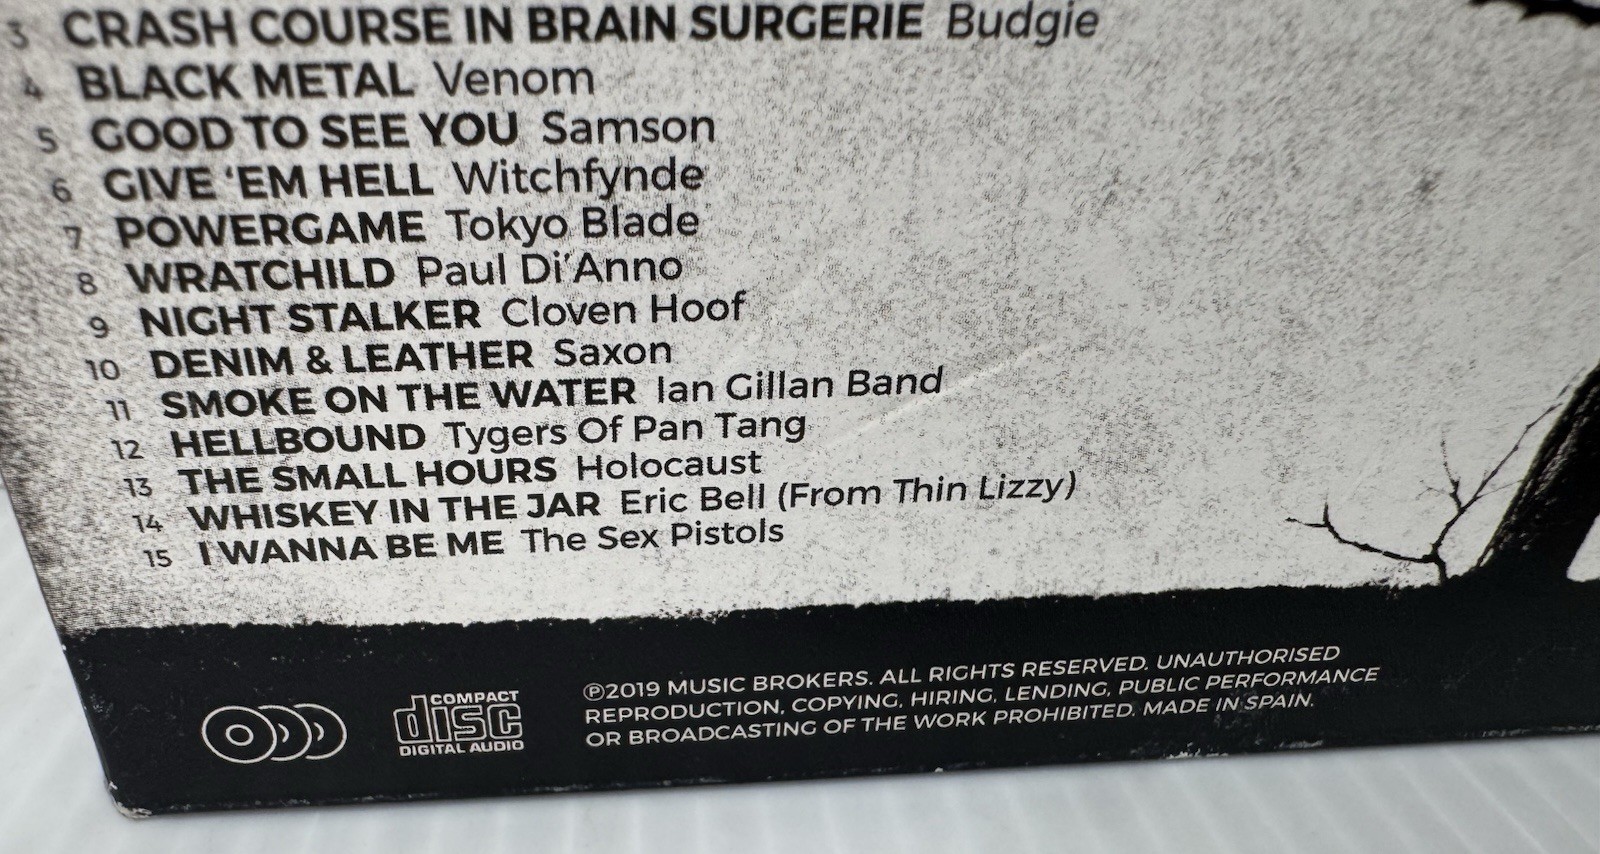 3 CRASH COURSE IN BRAIN SURGERIE Budgie
4 BLACK METAL Venom
5 GOOD TO SEE YOU Samson
6 GIVE ‘EM HELL Witchfynde
7 POWERGAME Tokyo Blade
8 WRATCHILD Paul Di'Anno
9 NIGHT STALKER Cloven Hoof
10 DENIM & LEATHER Saxon
11 SMOKE ON THE WATER Ian Gillan Band
12 HELLBOUND Tygers Of Pan Tang
13 THE SMALL HOURS Holocaust
14 WHISKEY IN THE JAR Eric Bell (From Thin Lizzy)
15 I WANNA BE ME The Sex Pistols
COMPACT
disc
DIGITAL AUDIO
℗2019 MUSIC BROKERS. ALL RIGHTS RESERVED. UNAUTHORISED
REPRODUCTION, COPYING, HIRING, LENDING, PUBLIC PERFORMANCE
OR BROADCASTING OF THE WORK PROHIBITED. MADE IN SPAIN.